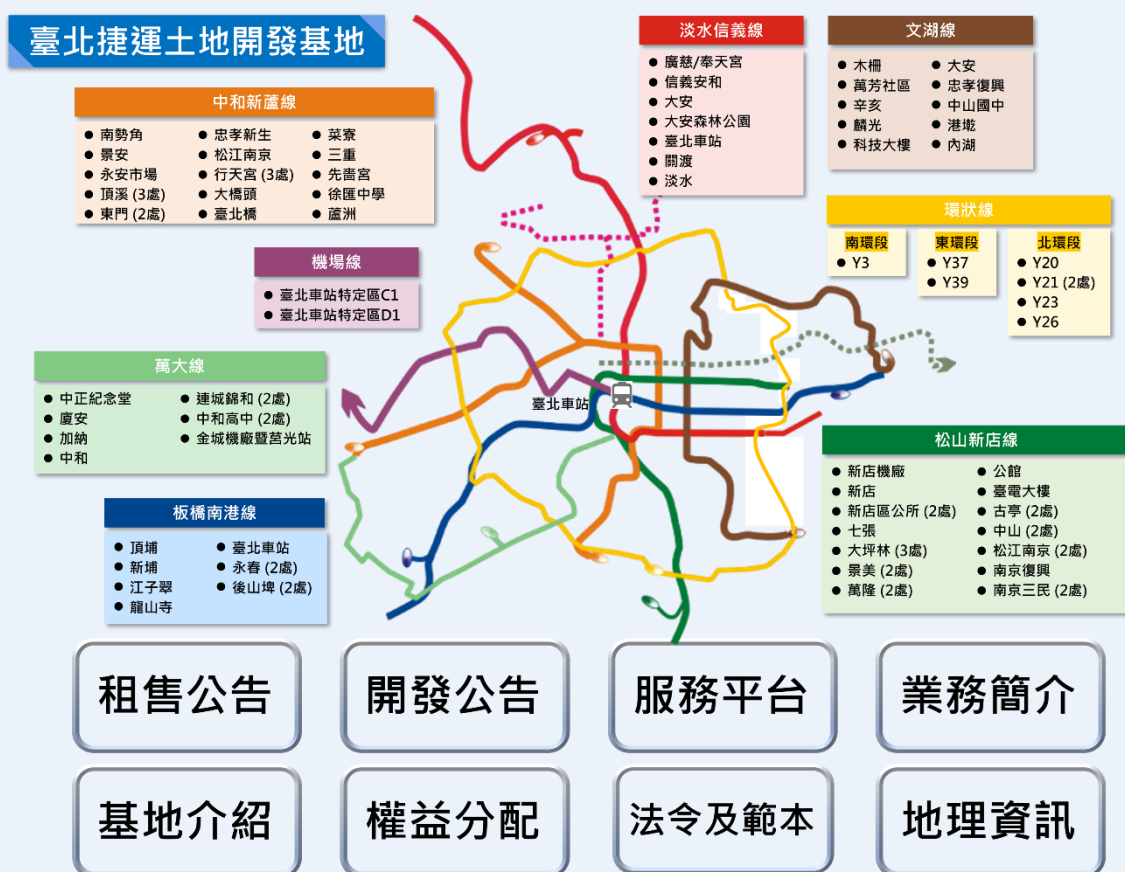 臺北捷運土地開發基地
中和新蘆線
● 南勢角
● 景安
● 永安市場
● 頂溪 (3處)
● 東門 (2處)
● 忠孝新生
● 松江南京
● 行天宮 (3處)
● 大橋頭
● 臺北橋
● 菜寮
● 三重
● 先嗇宮
● 徐匯中學
● 蘆洲
淡水信義線
● 廣慈/奉天宮
● 信義安和
● 大安
● 大安森林公園
● 臺北車站
● 關渡
● 淡水
文湖線
● 木柵
● 萬芳社區
● 辛亥
● 麟光
● 科技大樓
● 大安
● 忠孝復興
● 中山國中
● 港墘
● 內湖
環狀線
南環段
● Y3
東環段
● Y37
● Y39
北環段
● Y20
● Y21 (2處)
● Y23
● Y26
機場線
● 臺北車站特定區C1
● 臺北車站特定區D1
萬大線
● 中正紀念堂
● 廈安
● 加納
● 中和
● 連城錦和 (2處)
● 中和高中 (2處)
● 金城機廠暨莒光站
臺北車站
板橋南港線
● 頂埔
● 新埔
● 江子翠
● 龍山寺
● 臺北車站
● 永春 (2處)
● 後山埤 (2處)
松山新店線
● 新店機廠
● 新店
● 新店區公所 (2處)
● 七張
● 大坪林 (3處)
● 景美 (2處)
● 萬隆 (2處)
● 公館
● 臺電大樓
● 古亭 (2處)
● 中山 (2處)
● 松江南京 (2處)
● 南京復興
● 南京三民 (2處)
租售公告
開發公告
服務平台
業務簡介
基地介紹
權益分配
法令及範本
地理資訊